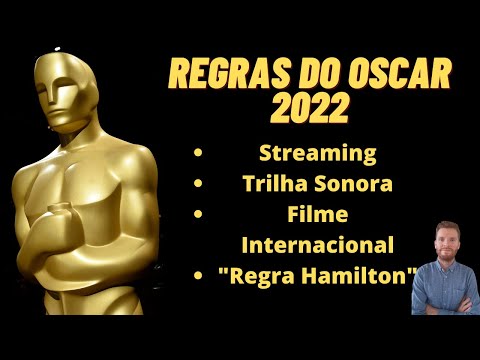 REGRAS DO OSCAR
2022
• Streaming
• Trilha Sonora
• Filme
Internacional
• "Regra Hamilton"